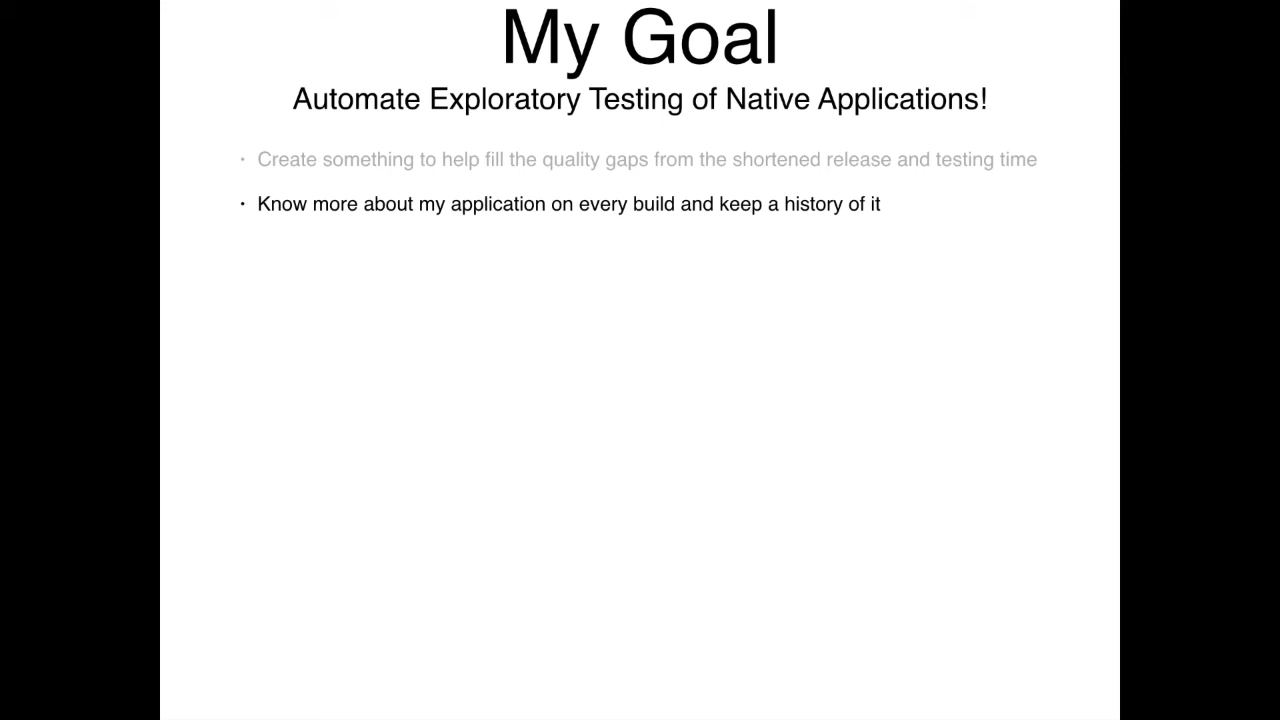 My Goal
Automate Exploratory Testing of Native Applications!
• Create something to help fill the quality gaps from the shortened release and testing time
• Know more about my application on every build and keep a history of it